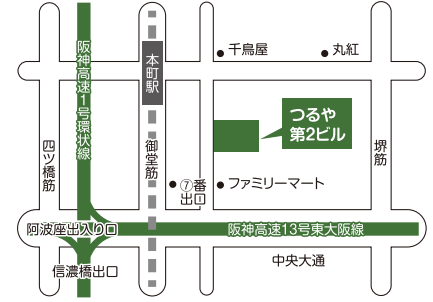 千鳥屋
丸紅
阪神高速1号環状線
本町駅
つるや
第2ビル
四ツ橋筋
御堂筋
堺筋
⑦番
出口
ファミリーマート
阿波座出入り口
阪神高速13号東大阪線
信濃橋出口
中央大通